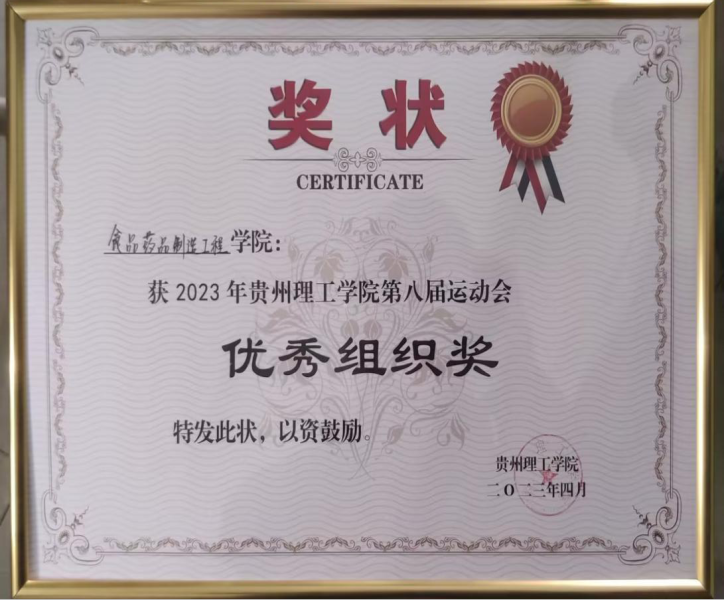 奖状
CERTIFICATE
食品药品制造工程学院：
获2023年贵州理工学院第八届运动会
优秀组织奖
特发此状，以资鼓励。
贵州理工学院
二O二三年四月